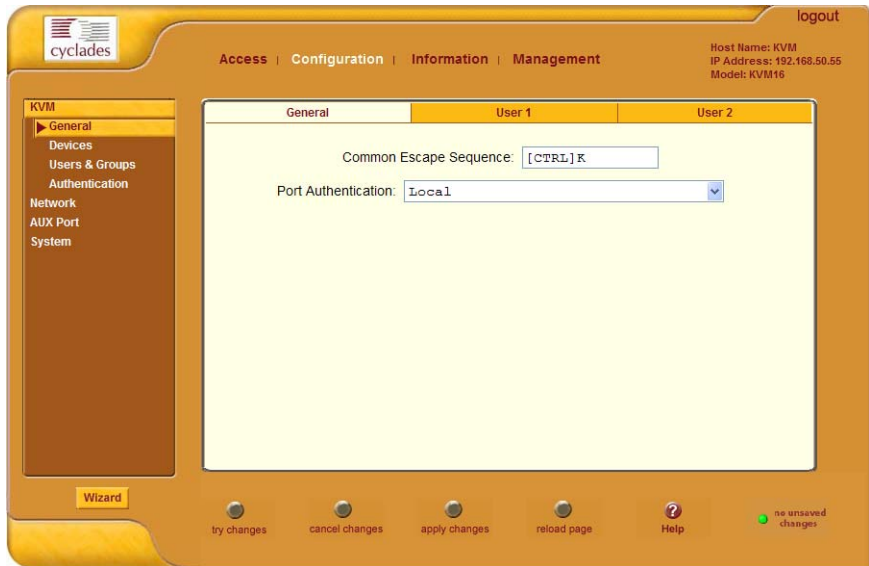 logout
cyclades
Access | Configuration | Information | Management
Host Name: KVM
IP Address: 192.168.50.55
Model: KVM16
KVM
General
Devices
Users & Groups
Authentication
Network
AUX Port
System
General
User 1
User 2
Common Escape Sequence: [CTRL]K
Port Authentication: Local
Wizard
try changes
cancel changes
apply changes
reload page
? Help
no unsaved
changes